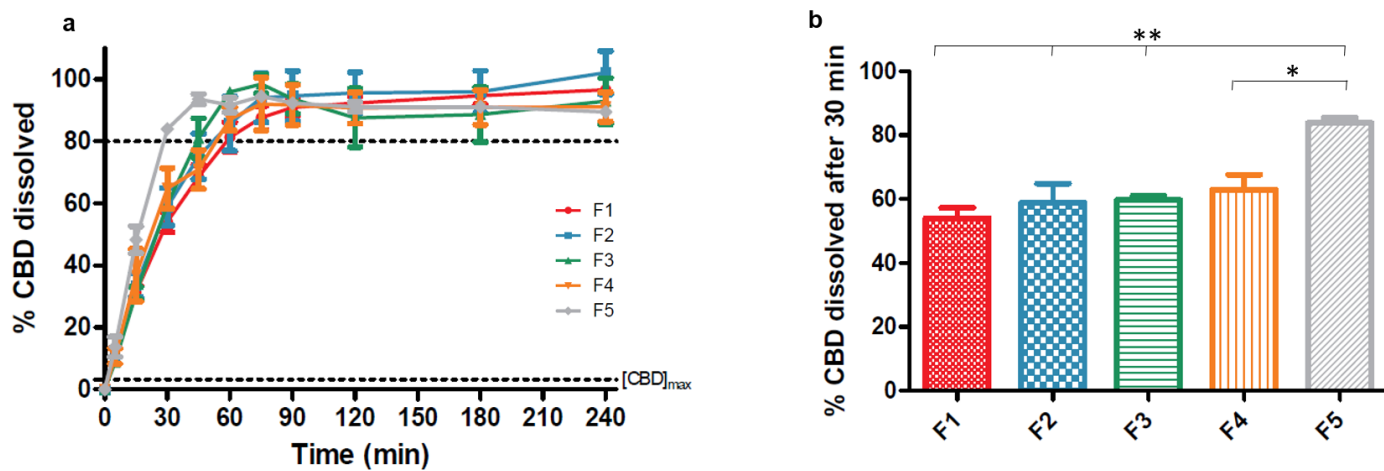 a
% CBD dissolved
100
80
60
40
20
0
F1
F2
F3
F4
F5
[CBD]max
0 30 60 90 120 150 180 210 240
Time (min)
b
**
*
% CBD dissolved after 30 min
100
80
60
40
20
0
F1 F2 F3 F4 F5